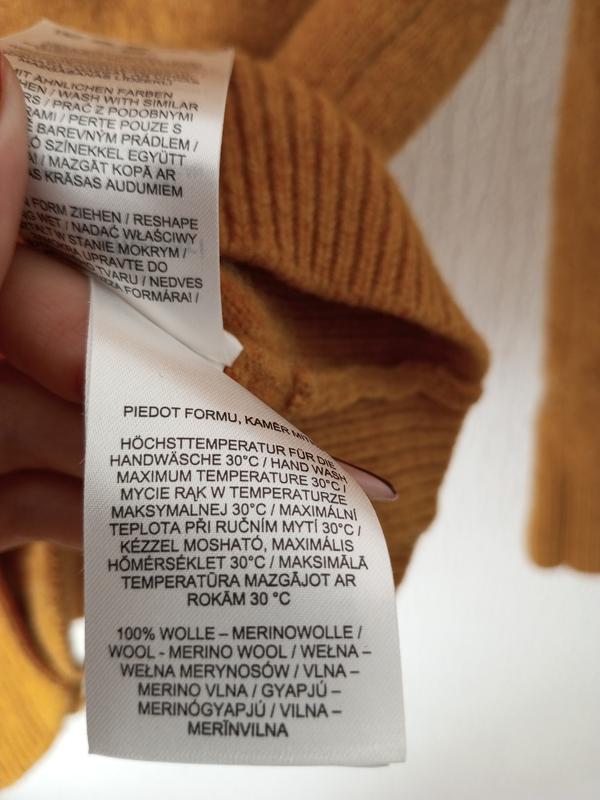 MIT ÄHNLICHEN FARBEN
/ WASH WITH SIMILAR
/ PRAĆ Z PODOBNYMI
/ PERTE POUZE S
BAREVNÝM PRÁDLEM /
SZÍNEKKEL EGYÜTT
/ MAZGĀT KOPĀ AR
KRĀSAS AUDUMIEM
FORM ZIEHEN / RESHAPE
WET / NADAĆ WŁAŚCIWY
W STANIE MOKRYM /
UPRAVTE DO
TVARU / NEDVES
FORMÁRA! /
PIEDOT FORMU, KAMĒR
HÖCHSTTEMPERATUR FÜR DIE
HANDWÄSCHE 30°C / HAND WASH
MAXIMUM TEMPERATURE 30°C /
MYCIE RĄK W TEMPERATURZE
MAKSYMALNEJ 30°C / MAXIMÁLNÍ
TEPLOTA PŘI RUČNÍM MYTÍ 30°C /
KÉZZEL MOSHATÓ, MAXIMÁLIS
HŐMÉRSÉKLET 30°C / MAKSIMĀLĀ
TEMPERATŪRA MAZGĀJOT AR
ROKĀM 30 °C
100% WOLLE – MERINOWOLLE /
WOOL - MERINO WOOL / WEŁNA –
WEŁNA MERYNOSÓW / VLNA –
MERINO VLNA / GYAPJÚ –
MERINÓGYAPJÚ / VILNA –
MERĪNVILNA